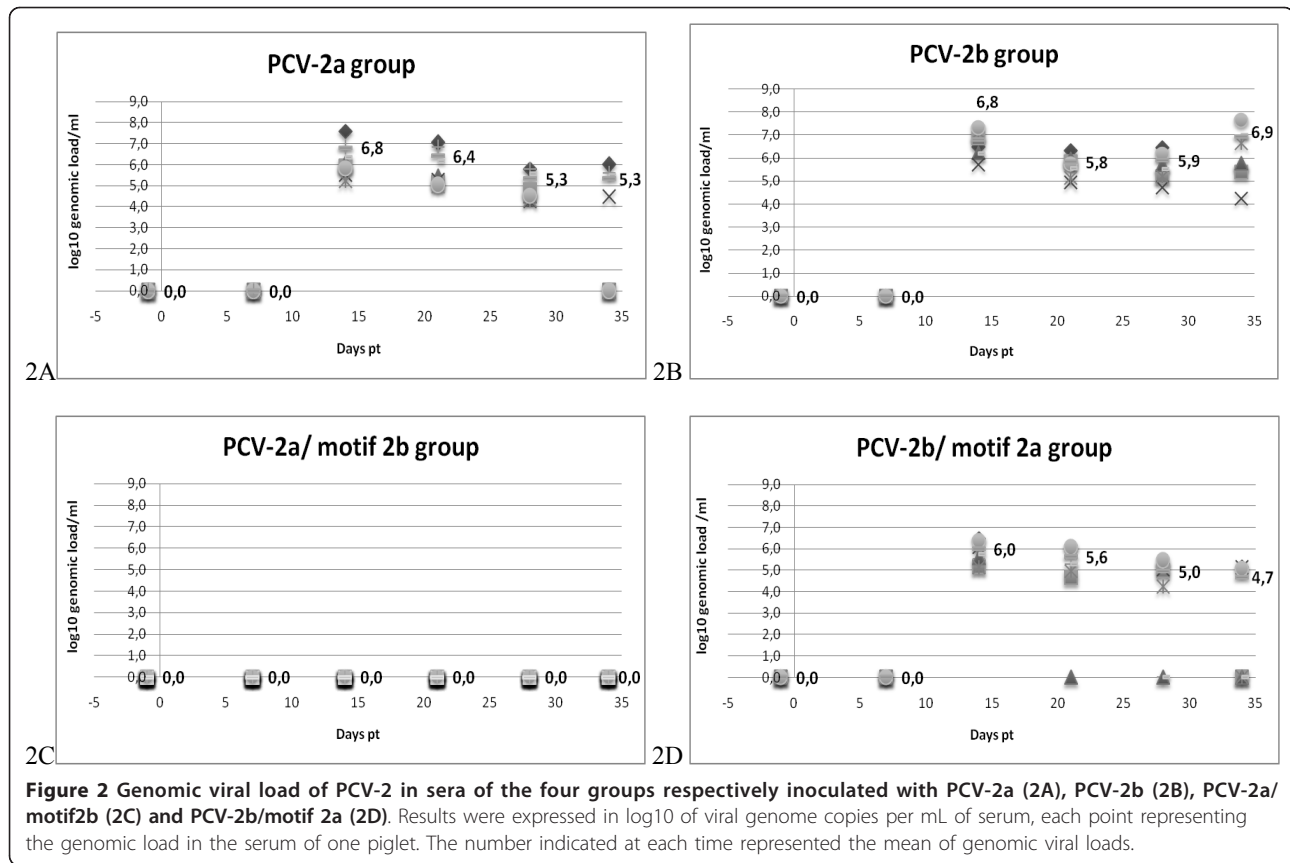 PCV-2a group
log10 genomic load/ml
9,0
8,0
7,0
6,0
5,0
4,0
3,0
2,0
1,0
0,0
6,8
6,4
5,3
5,3
0,0
0,0
-5 0 5 10 15 20 25 30 35
Days pt
2A
PCV-2b group
log10 genomic load/ml
9,0
8,0
7,0
6,0
5,0
4,0
3,0
2,0
1,0
0,0
6,8
5,8
5,9
6,9
0,0
0,0
-5 0 5 10 15 20 25 30 35
Days pt
2B
PCV-2a/ motif 2b group
log10 genomic load/ml
9,0
8,0
7,0
6,0
5,0
4,0
3,0
2,0
1,0
0,0
0,0 0,0 0,0 0,0 0,0 0,0
-5 0 5 10 15 20 25 30 35
Days pt
2C
PCV-2b/ motif 2a group
log10 genomic load /ml
9,0
8,0
7,0
6,0
5,0
4,0
3,0
2,0
1,0
0,0
6,0
5,6
5,0
4,7
0,0
0,0
-5 0 5 10 15 20 25 30 35
Days pt
2D
Figure 2 Genomic viral load of PCV-2 in sera of the four groups respectively inoculated with PCV-2a (2A), PCV-2b (2B), PCV-2a/
motif2b (2C) and PCV-2b/motif 2a (2D). Results were expressed in log10 of viral genome copies per mL of serum, each point representing
the genomic load in the serum of one piglet. The number indicated at each time represented the mean of genomic viral loads.